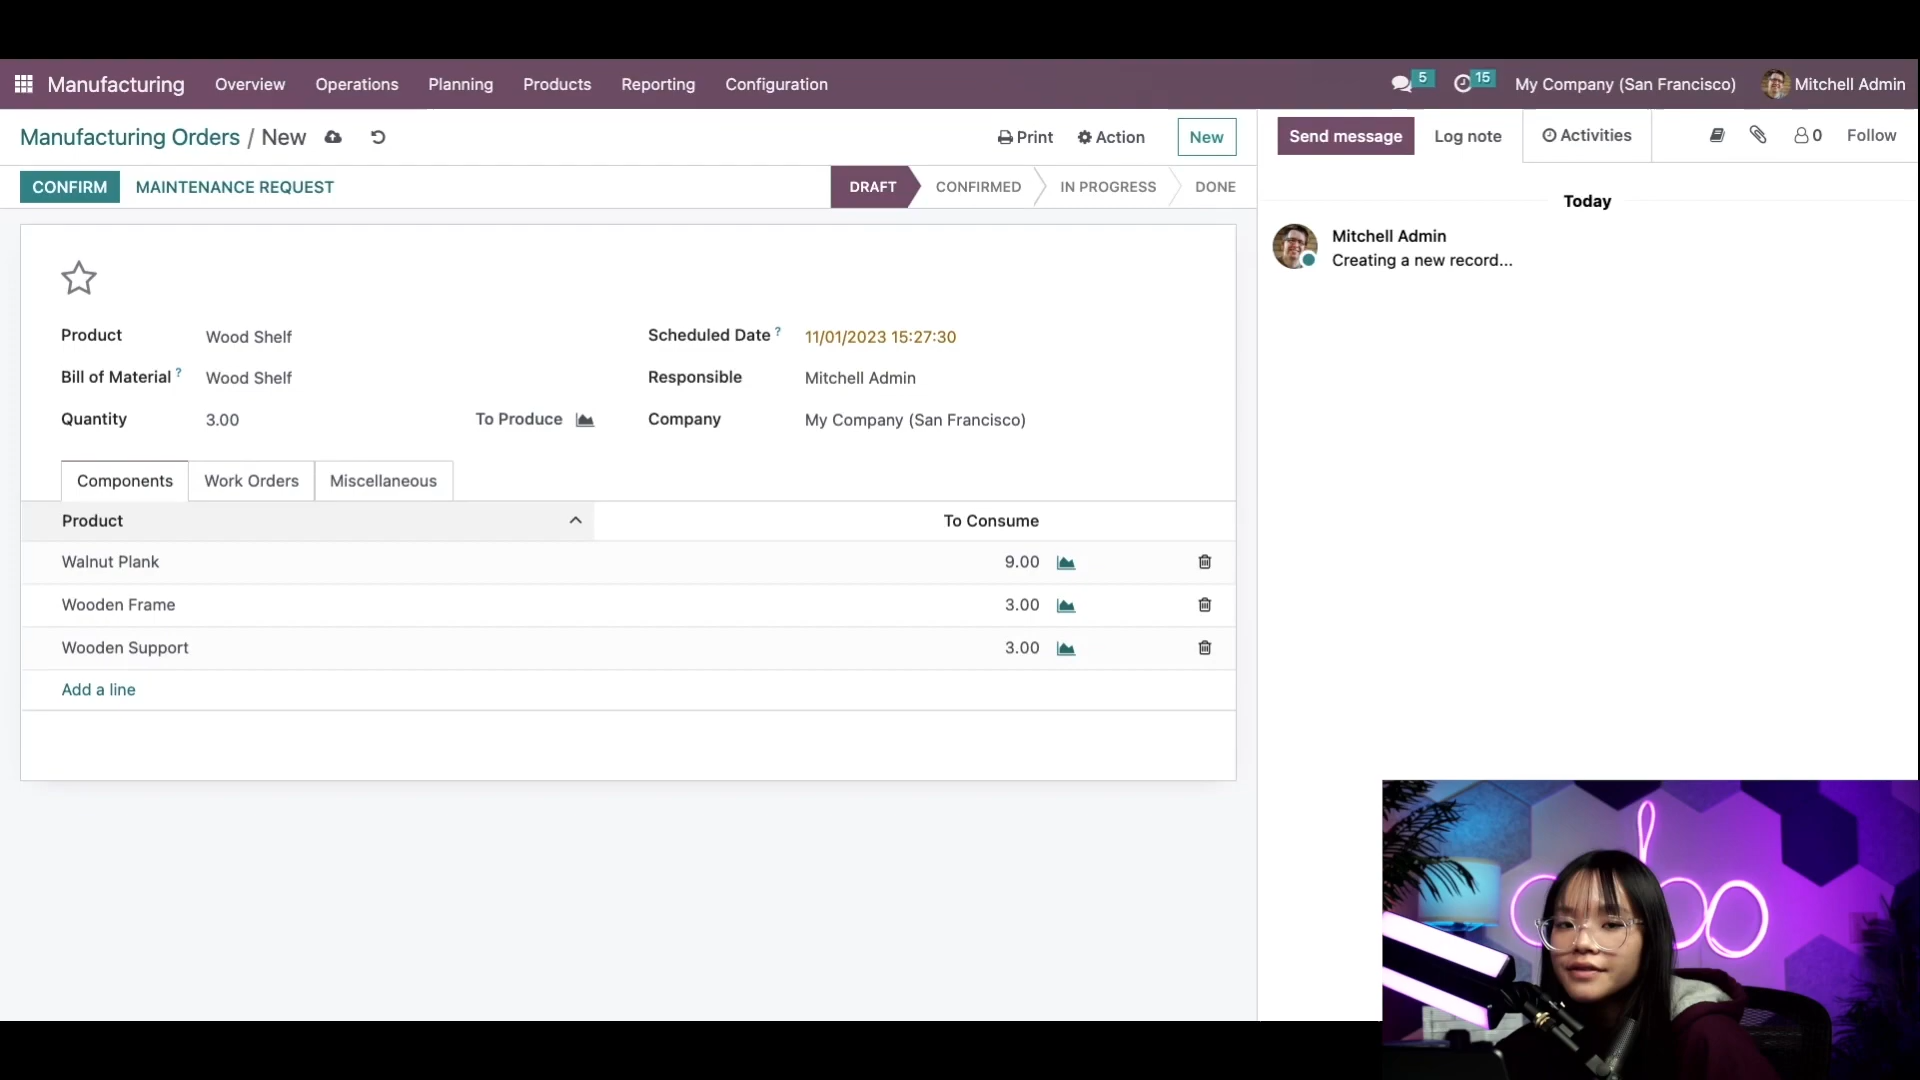 Manufacturing Overview Operations Planning Products Reporting Configuration 5 15 My Company (San Francisco) Mitchell Admin
Manufacturing Orders / New Print Action New
CONFIRM MAINTENANCE REQUEST DRAFT CONFIRMED IN PROGRESS DONE
Product Wood Shelf Scheduled Date ? 11/01/2023 15:27:30
Bill of Material ? Wood Shelf Responsible Mitchell Admin
Quantity 3.00 To Produce Company My Company (San Francisco)
Components Work Orders Miscellaneous
Product To Consume
Walnut Plank 9.00
Wooden Frame 3.00
Wooden Support 3.00
Add a line
Send message Log note Activities 0 Follow
Today
Mitchell Admin
Creating a new record...